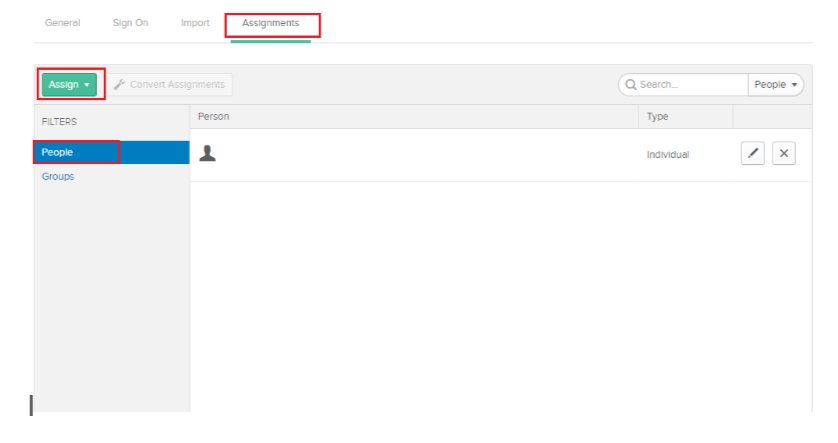 General Sign On Import Assignments
Assign Convert Assignments Search... People
FILTERS Person Type
People
Individual
Groups